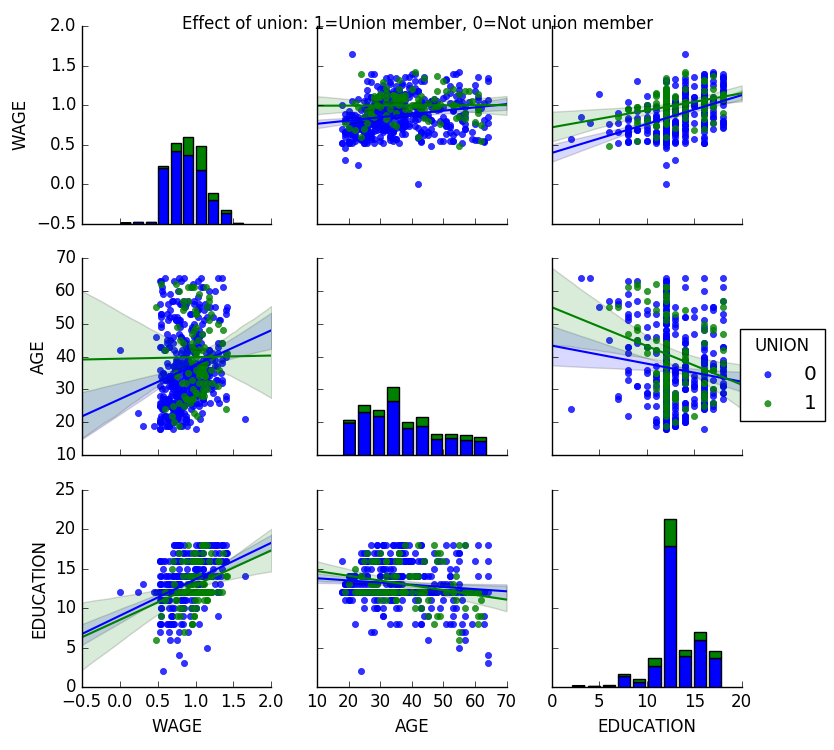 Effect of union: 1=Union member, 0=Not union member
2.0
1.5
1.0
0.5
0.0
−0.5
WAGE
70
60
50
40
30
20
10
AGE
UNION
0
1
25
20
15
10
5
0
EDUCATION
−0.5 0.0 0.5 1.0 1.5 2.0
10 20 30 40 50 60 70
0 5 10 15 20
WAGE
AGE
EDUCATION